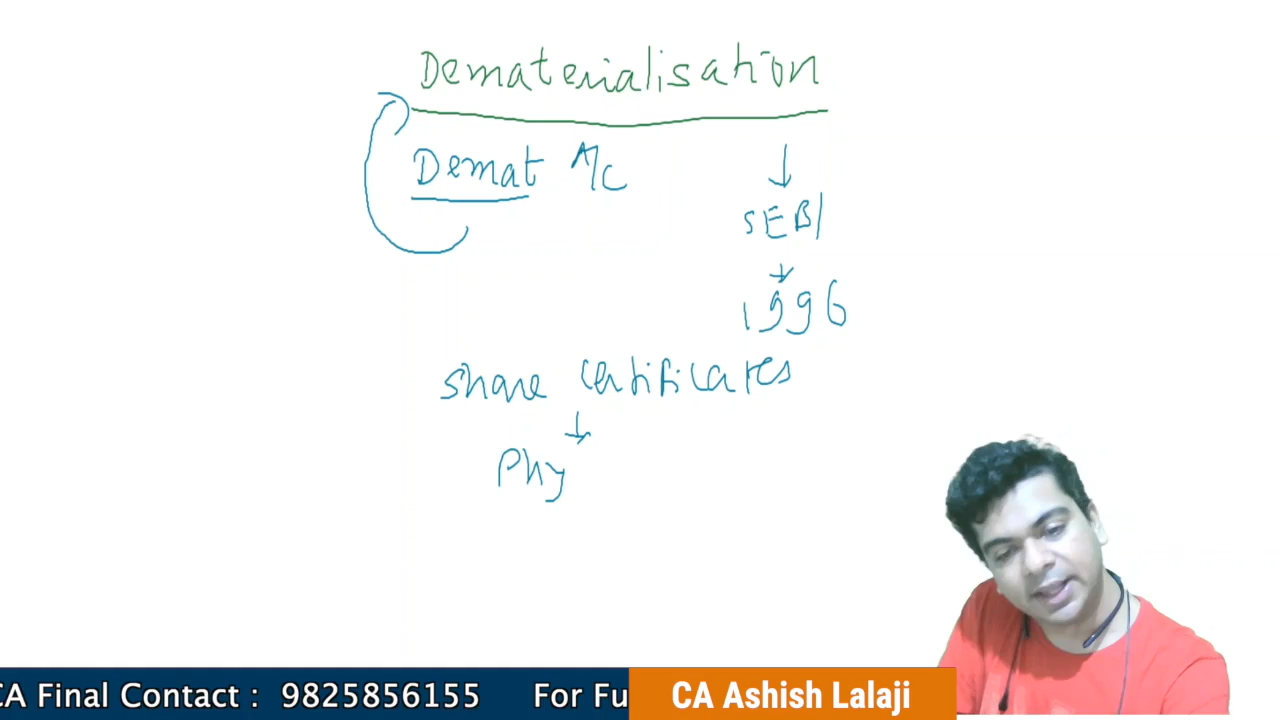 Dematerialisation
Demat A/C
SEBI
1996
Share certificates
Phy
CA Final Contact : 9825856155 For Fu
CA Ashish Lalaji